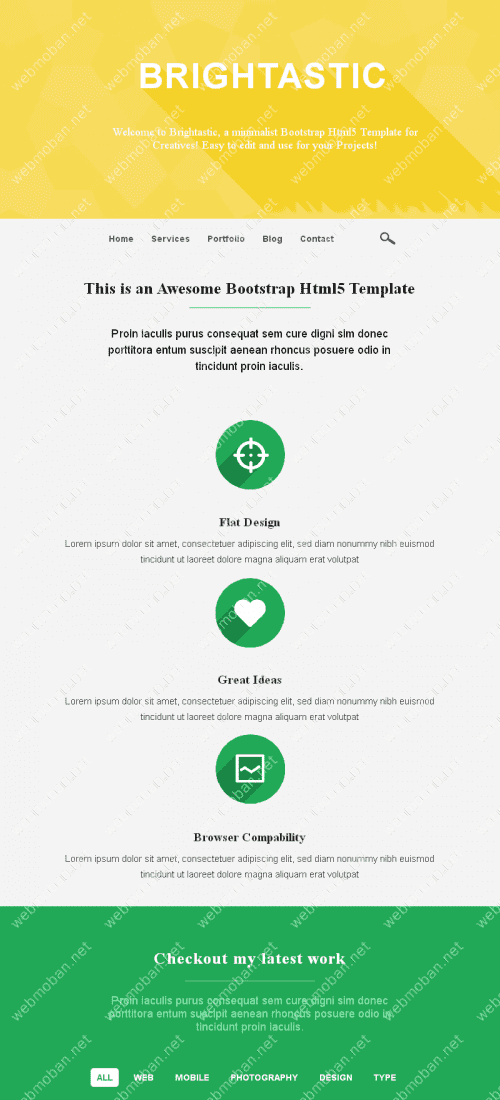 BRIGHTASTIC
Welcome to Brightastic, a minimalist Bootstrap Html5 Template for
Creatives! Easy to edit and use for your Projects!
Home Services Portfolio Blog Contact
This is an Awesome Bootstrap Html5 Template
Proin iaculis purus consequat sem cure digni sim donec
porttitora entum suscipit aenean rhoncus posuere odio in
tincidunt proin iaculis.
Flat Design
Lorem ipsum dolor sit amet, consectetuer adipiscing elit, sed diam nonummy nibh euismod
tincidunt ut laoreet dolore magna aliquam erat volutpat
Great Ideas
Lorem ipsum dolor sit amet, consectetuer adipiscing elit, sed diam nonummy nibh euismod
tincidunt ut laoreet dolore magna aliquam erat volutpat
Browser Compability
Lorem ipsum dolor sit amet, consectetuer adipiscing elit, sed diam nonummy nibh euismod
tincidunt ut laoreet dolore magna aliquam erat volutpat
Checkout my latest work
Proin iaculis purus consequat sem cure digni sim donec
porttitora entum suscipit aenean rhoncus posuere odio in
tincidunt proin iaculis.
ALL WEB MOBILE PHOTOGRAPHY DESIGN TYPE
webmoban.net